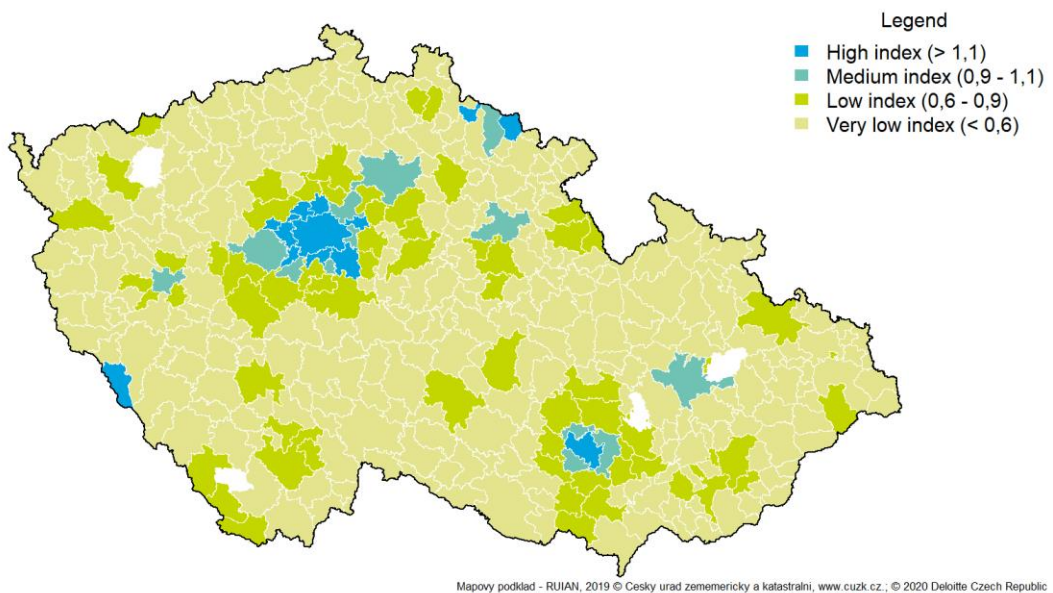 Legend
High index (> 1,1)
Medium index (0,9 - 1,1)
Low index (0,6 - 0,9)
Very low index (< 0,6)
Mapovy podklad - RUIAN, 2019 © Cesky urad zememericky a katastralni, www.cuzk.cz.; © 2020 Deloitte Czech Republic